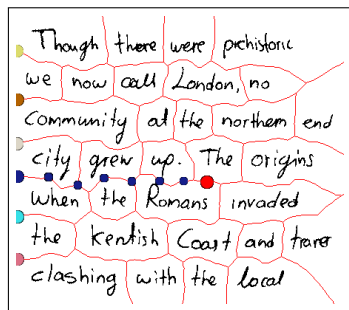 Though there were prehistoric
we now call London, no
community at the northern end
city grew up. The origins
when the Romans invaded
the Kentish Coast and
clashing with the local